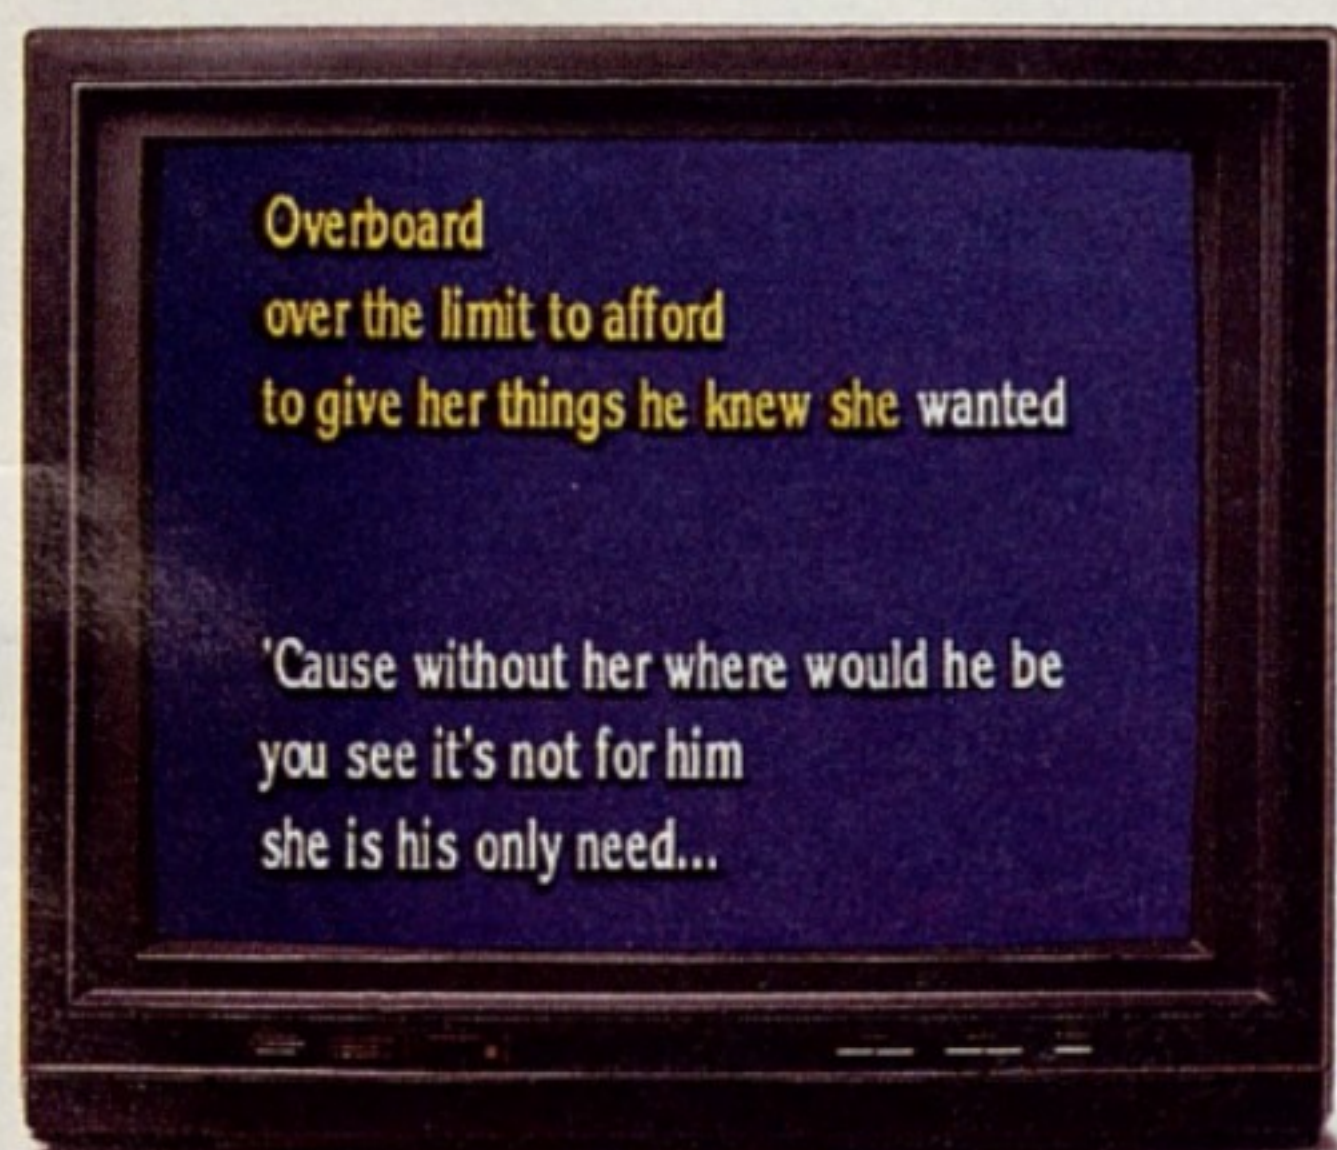 Overboard
over the limit to afford
to give her things he knew she wanted
'Cause without her where would he be
you see it's not for him
she is his only need...